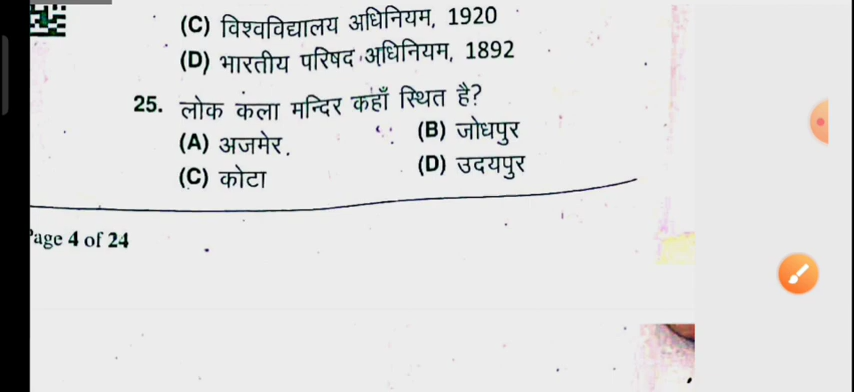 (C) विश्वविद्यालय अधिनियम, 1920
(D) भारतीय परिषद अधिनियम, 1892
25. लोक कला मन्दिर कहाँ स्थित है?
(A) अजमेर. (B) जोधपुर
(C) कोटा (D) उदयपुर
Page 4 of 24